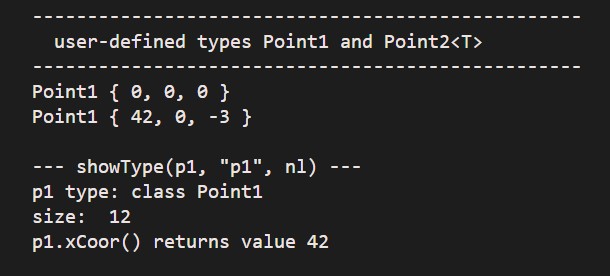 --------------------------------------------------
  user-defined types Point1 and Point2<T>
--------------------------------------------------
Point1 { 0, 0, 0 }
Point1 { 42, 0, -3 }

--- showType(p1, "p1", nl) ---
p1 type: class Point1
size:  12
p1.xCoor() returns value 42